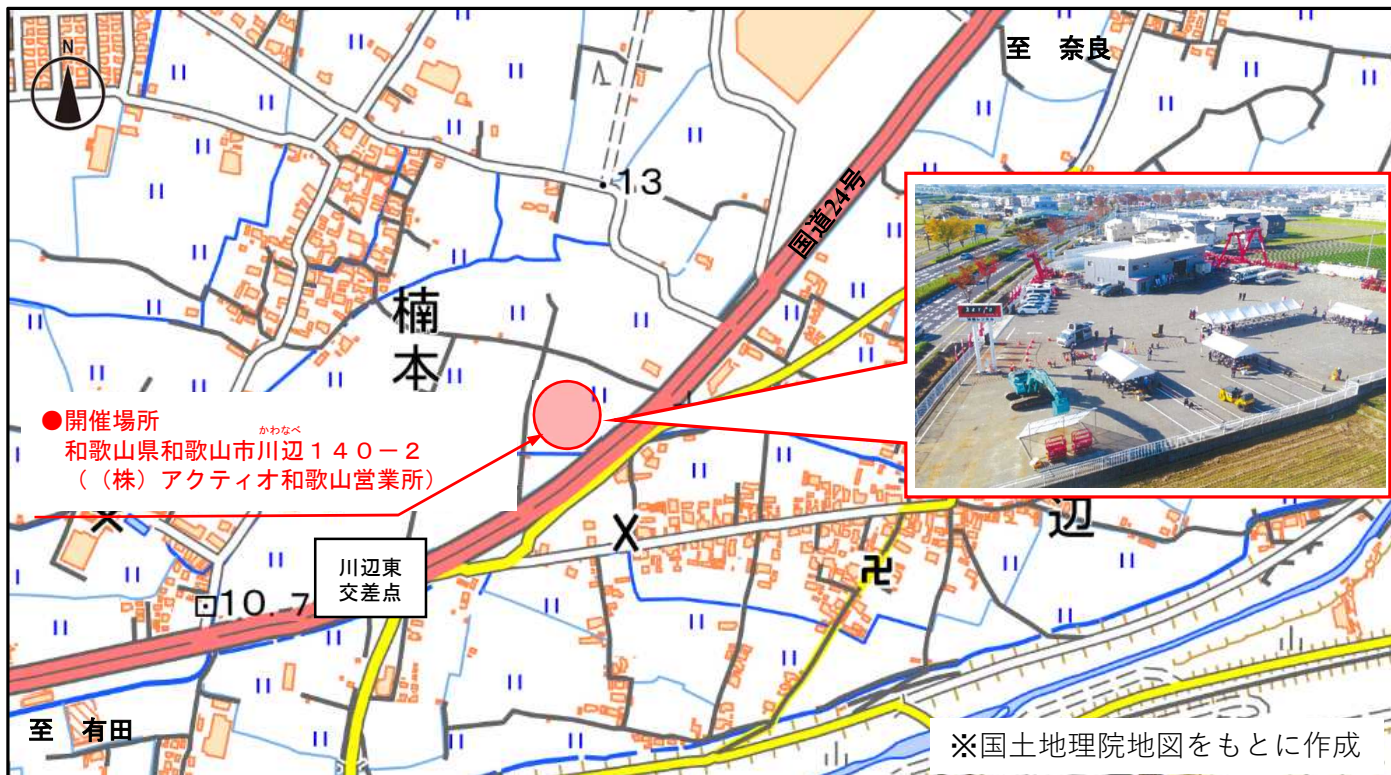 N
至 奈良
13
国道24号
楠
本
●開催場所
かわなべ
和歌山県和歌山市川辺140-2
((株)アクティオ和歌山営業所)
川辺東
交差点
10.7
辺
至 有田
※国土地理院地図をもとに作成